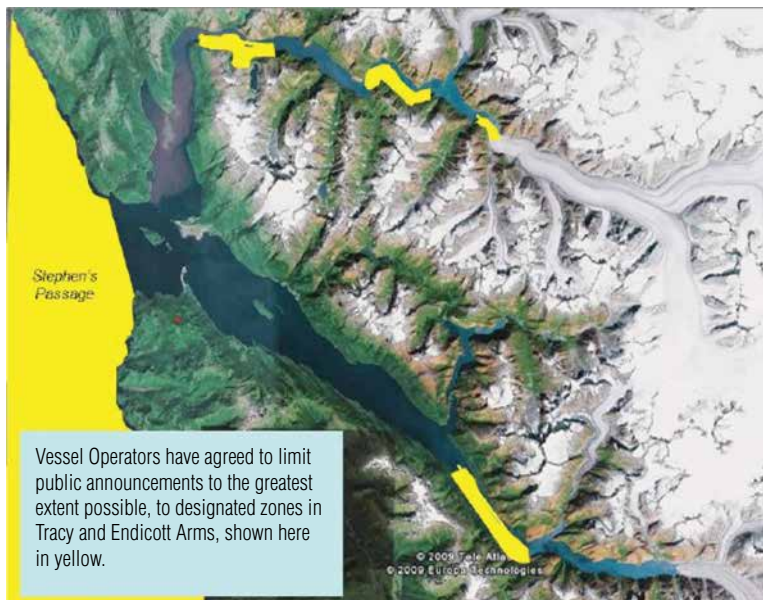 Stephen's
Passage
Vessel Operators have agreed to limit
public announcements to the greatest
extent possible, to designated zones in
Tracy and Endicott Arms, shown here
in yellow.
© 2009 Tele Atlas
© 2009 Europa Technologies